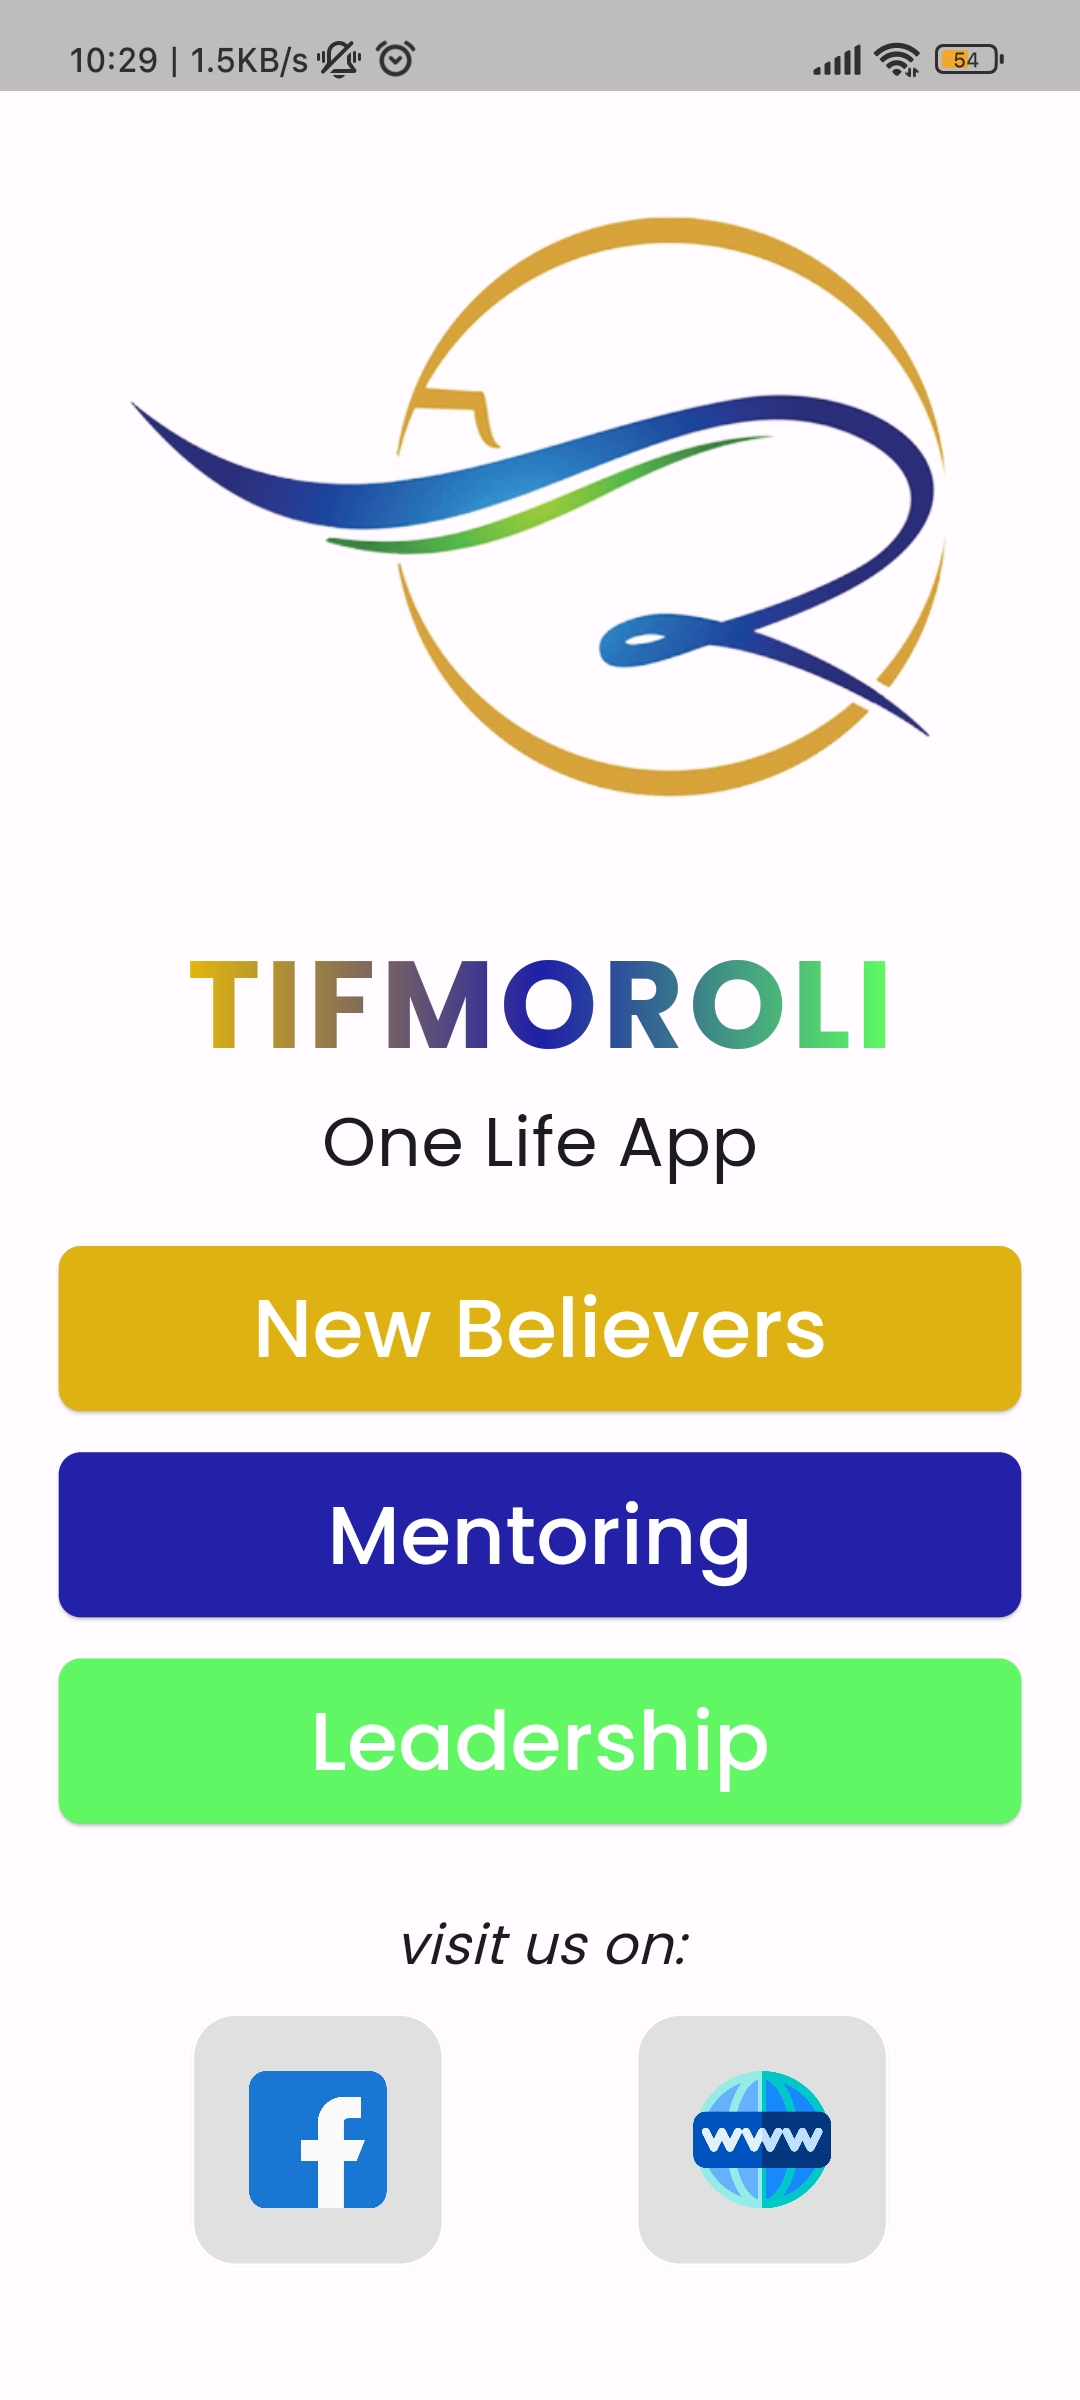 10:29 | 1.5KB/s
54
TIFMOROLI
One Life App
New Believers
Mentoring
Leadership
visit us on:
f
www